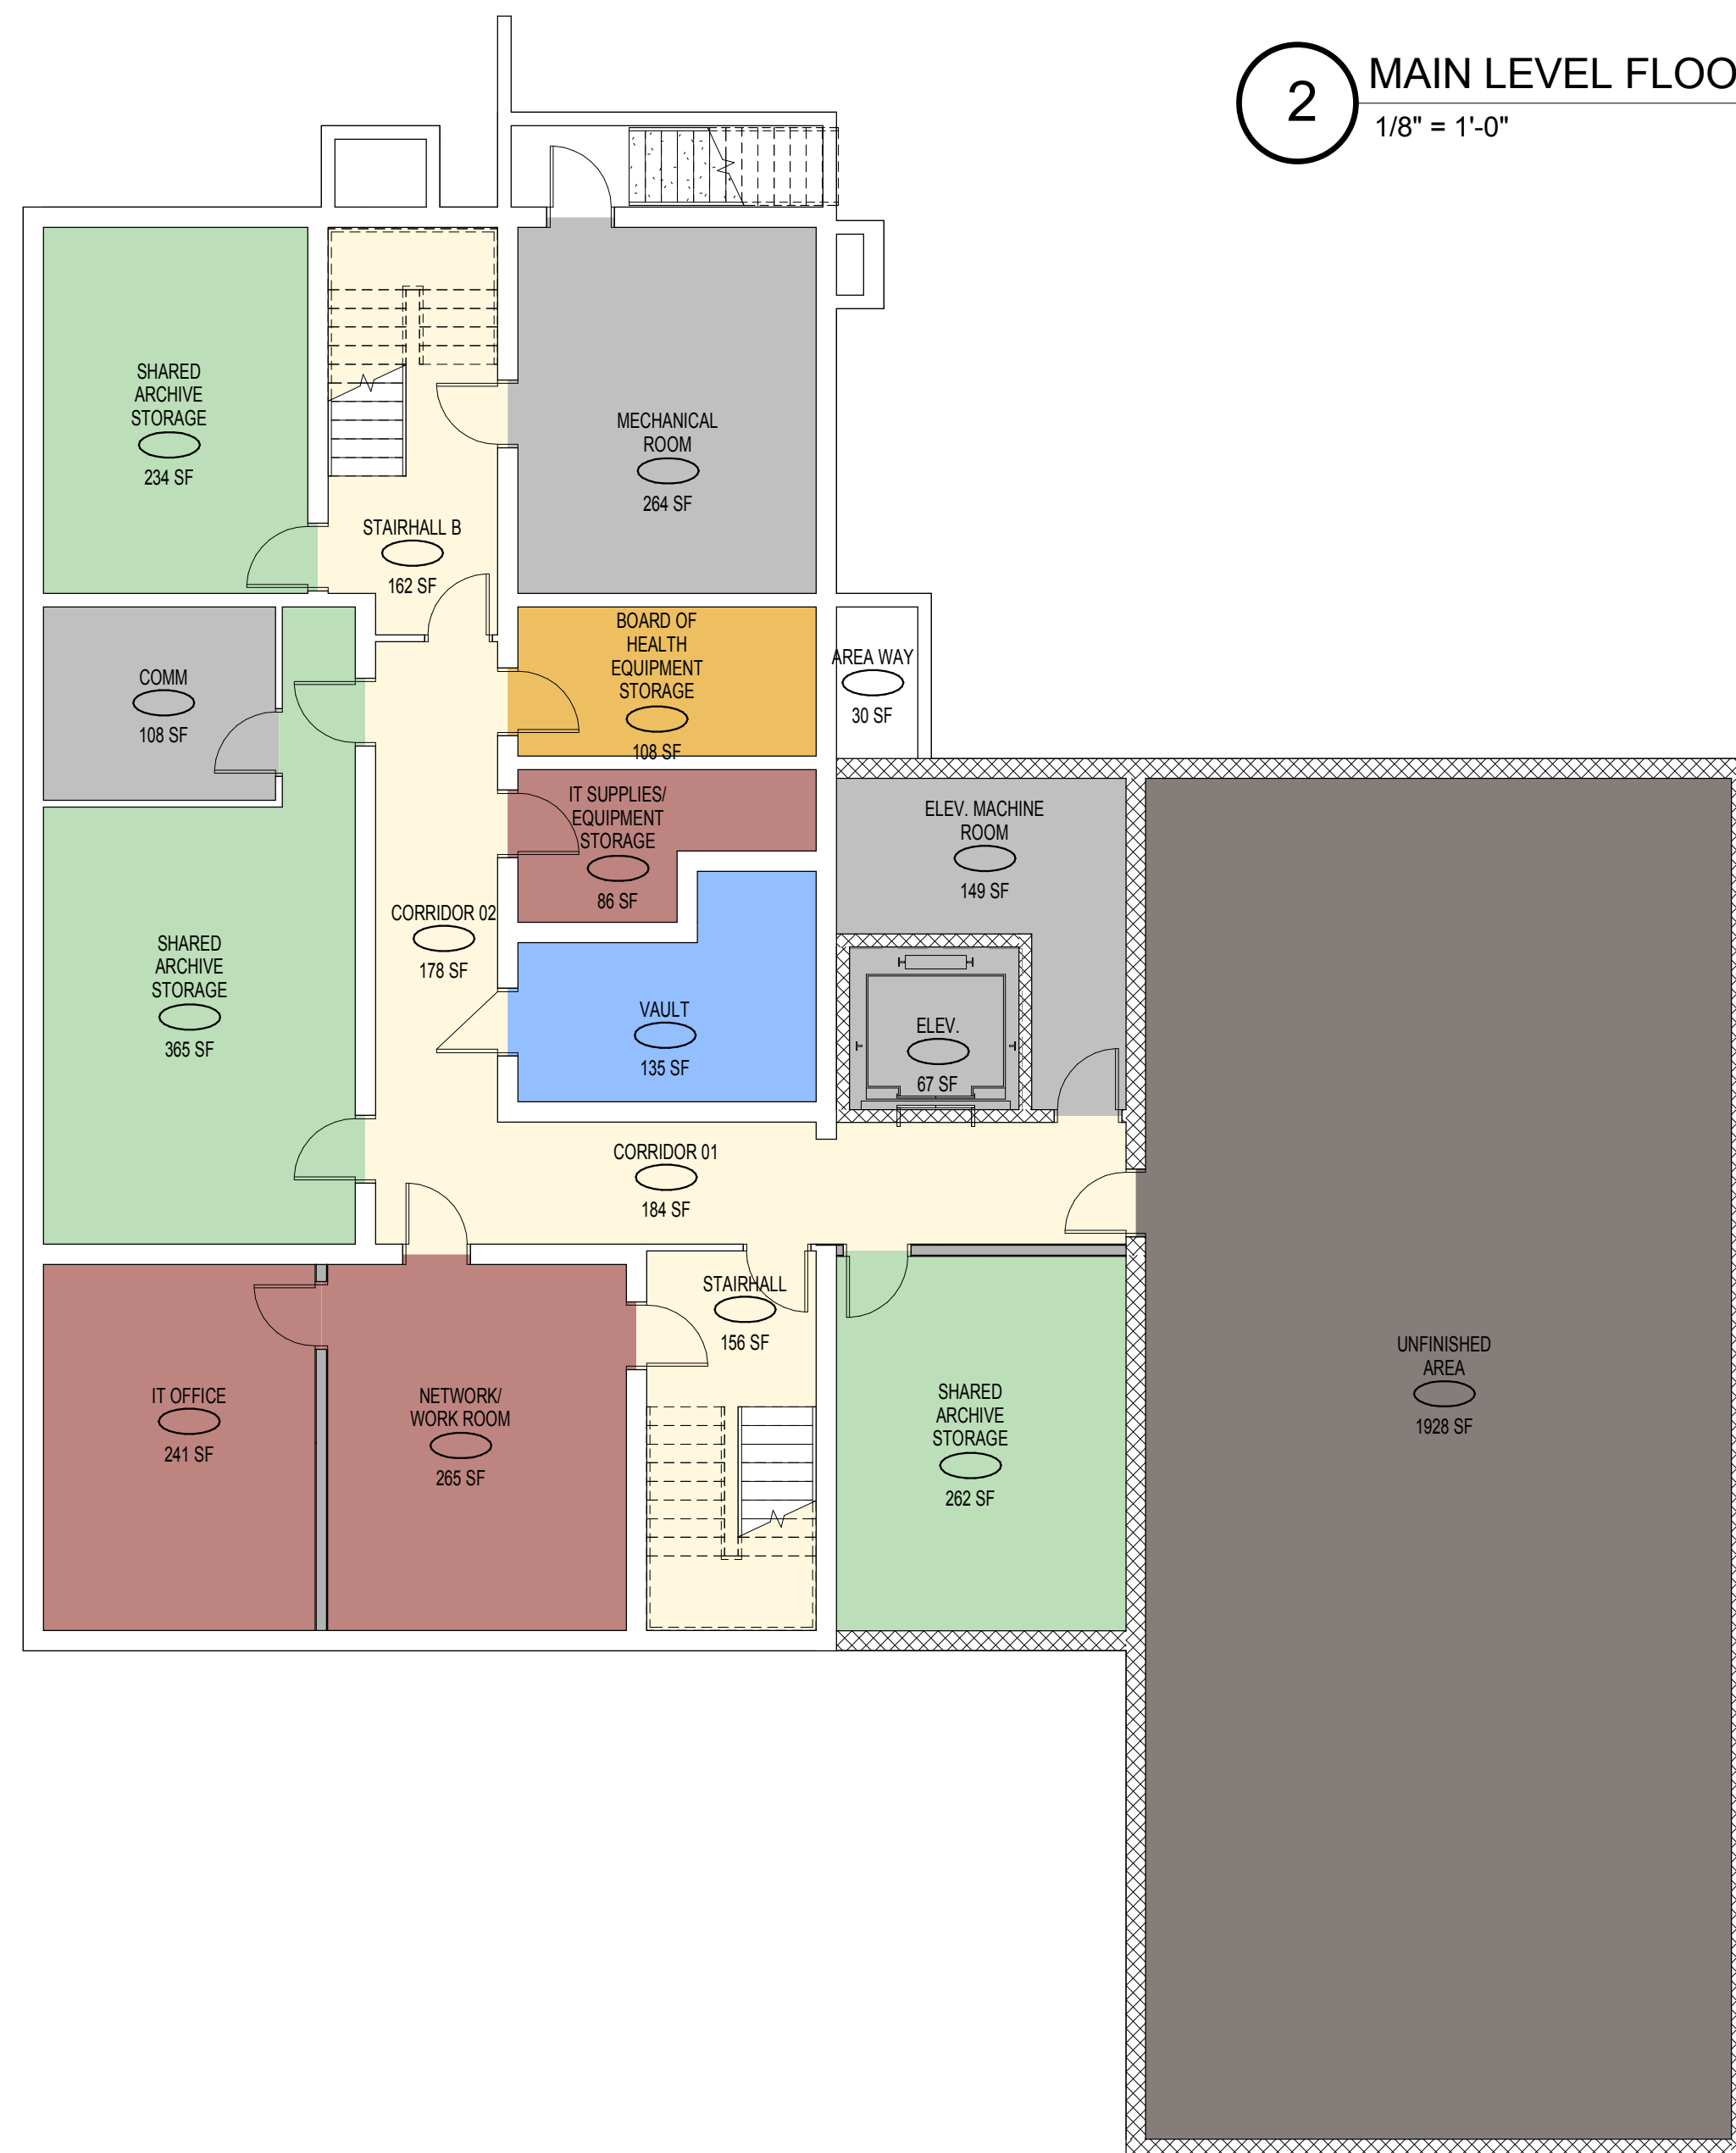 2
MAIN LEVEL FLOO
1/8" = 1'-0"
SHARED
ARCHIVE
STORAGE
234 SF
MECHANICAL
ROOM
264 SF
STAIRHALL B
162 SF
COMM
108 SF
BOARD OF
HEALTH
EQUIPMENT
STORAGE
108 SF
AREA WAY
30 SF
IT SUPPLIES/
EQUIPMENT
STORAGE
86 SF
ELEV. MACHINE
ROOM
149 SF
CORRIDOR 02
178 SF
SHARED
ARCHIVE
STORAGE
365 SF
VAULT
135 SF
ELEV.
67 SF
CORRIDOR 01
184 SF
STAIRHALL
156 SF
IT OFFICE
241 SF
NETWORK/
WORK ROOM
265 SF
SHARED
ARCHIVE
STORAGE
262 SF
UNFINISHED
AREA
1928 SF